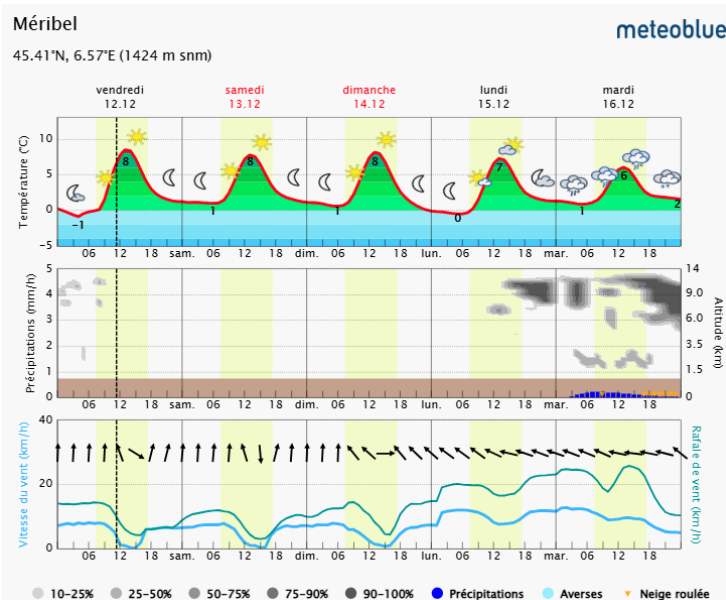 Méribel
meteoblue
45.41°N, 6.57°E (1424 m snm)
vendredi samedi dimanche lundi mardi
12.12 13.12 14.12 15.12 16.12
Température (°C)
10
5
0
−5
8 8 8 7 6
−1 1 1 0 1 2
06 12 18 sam. 06 12 18 dim. 06 12 18 lun. 06 12 18 mar. 06 12 18
Précipitations (mm/h)
5
4
3
2
1
0
14
9.0
6.0
3.5
1.5
0
Altitude (km)
06 12 18 sam. 06 12 18 dim. 06 12 18 lun. 06 12 18 mar. 06 12 18
Vitesse du vent (km/h)
40
20
0
Rafale de vent (km/h)
06 12 18 sam. 06 12 18 dim. 06 12 18 lun. 06 12 18 mar. 06 12 18
10-25% 25-50% 50-75% 75-90% 90-100% Précipitations Averses Neige roulée